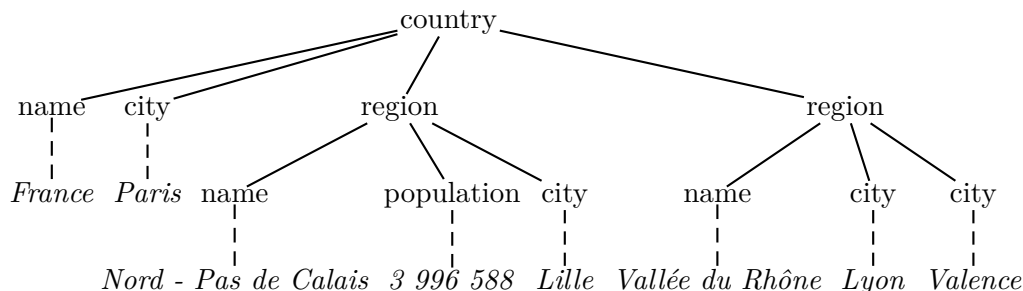 country
name city region region
France Paris name population city name city city
Nord - Pas de Calais 3 996 588 Lille Vallée du Rhône Lyon Valence